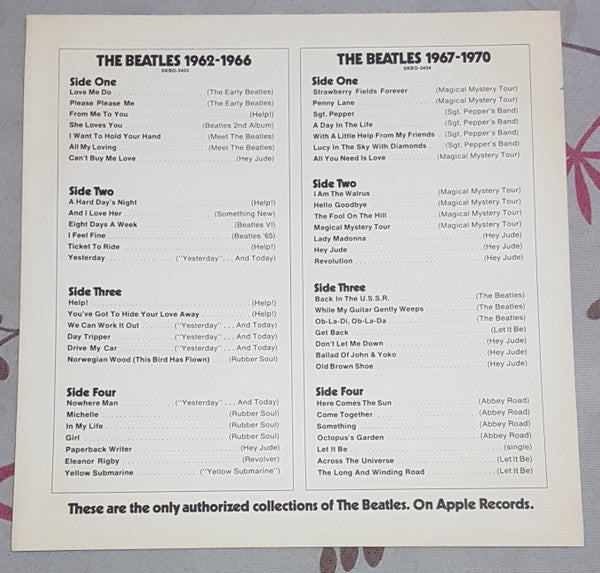 THE BEATLES 1962-1966
SKBO-3403
Side One
Love Me Do . . . . . . . . . . . . . . . . . . . . (The Early Beatles)
Please Please Me . . . . . . . . . . . . . . . (The Early Beatles)
From Me To You . . . . . . . . . . . . . . . . . . . . . . . . (Help!)
She Loves You . . . . . . . . . . . . . . . . (Beatles 2nd Album)
I Want To Hold Your Hand . . . . . . . . (Meet The Beatles)
All My Loving . . . . . . . . . . . . . . . . . . (Meet The Beatles)
Can't Buy Me Love . . . . . . . . . . . . . . . . . . . (Hey Jude)
Side Two
A Hard Day's Night . . . . . . . . . . . . . . . . . . . . . (Help!)
And I Love Her . . . . . . . . . . . . . . . . . (Something New)
Eight Days A Week . . . . . . . . . . . . . . . . . . (Beatles VI)
I Feel Fine . . . . . . . . . . . . . . . . . . . . . . . . (Beatles '65)
Ticket To Ride . . . . . . . . . . . . . . . . . . . . . . . . . (Help!)
Yesterday . . . . . . . . . . . . . ("Yesterday" . . . And Today)
Side Three
Help! . . . . . . . . . . . . . . . . . . . . . . . . . . . . . . . . . (Help!)
You've Got To Hide Your Love Away . . . . . . . . . (Help!)
We Can Work It Out . . . . . ("Yesterday" . . . And Today)
Day Tripper . . . . . . . . . . . . ("Yesterday" . . . And Today)
Drive My Car . . . . . . . . . . ("Yesterday" . . . And Today)
Norwegian Wood (This Bird Has Flown) . . . . (Rubber Soul)
Side Four
Nowhere Man . . . . . . . . . . ("Yesterday" . . . And Today)
Michelle . . . . . . . . . . . . . . . . . . . . . . . . (Rubber Soul)
In My Life . . . . . . . . . . . . . . . . . . . . . . . (Rubber Soul)
Girl . . . . . . . . . . . . . . . . . . . . . . . . . . . . (Rubber Soul)
Paperback Writer . . . . . . . . . . . . . . . . . . . (Hey Jude)
Eleanor Rigby . . . . . . . . . . . . . . . . . . . . . . (Revolver)
Yellow Submarine . . . . . . . . . . . . ("Yellow Submarine")
THE BEATLES 1967-1970
SKBO-3404
Side One
Strawberry Fields Forever . . . . . (Magical Mystery Tour)
Penny Lane . . . . . . . . . . . . . . . . (Magical Mystery Tour)
Sgt. Pepper . . . . . . . . . . . . . . . . . (Sgt. Pepper's Band)
A Day In The Life . . . . . . . . . . . . . (Sgt. Pepper's Band)
With A Little Help From My Friends . . . (Sgt. Pepper's Band)
Lucy In The Sky With Diamonds . . . . (Sgt. Pepper's Band)
All You Need Is Love . . . . . . . . . . (Magical Mystery Tour)
Side Two
I Am The Walrus . . . . . . . . . . . . . (Magical Mystery Tour)
Hello Goodbye . . . . . . . . . . . . . . (Magical Mystery Tour)
The Fool On The Hill . . . . . . . . . . (Magical Mystery Tour)
Magical Mystery Tour . . . . . . . . . (Magical Mystery Tour)
Lady Madonna . . . . . . . . . . . . . . . . . . . . . . (Hey Jude)
Hey Jude . . . . . . . . . . . . . . . . . . . . . . . . . . (Hey Jude)
Revolution . . . . . . . . . . . . . . . . . . . . . . . . . (Hey Jude)
Side Three
Back In The U.S.S.R. . . . . . . . . . . . . . . . . (The Beatles)
While My Guitar Gently Weeps . . . . . . . . . (The Beatles)
Ob-La-Di, Ob-La-Da . . . . . . . . . . . . . . . . . (The Beatles)
Get Back . . . . . . . . . . . . . . . . . . . . . . . . . . . (Let It Be)
Don't Let Me Down . . . . . . . . . . . . . . . . . . . (Hey Jude)
Ballad Of John & Yoko . . . . . . . . . . . . . . . . (Hey Jude)
Old Brown Shoe . . . . . . . . . . . . . . . . . . . . . (Hey Jude)
Side Four
Here Comes The Sun . . . . . . . . . . . . . . . . (Abbey Road)
Come Together . . . . . . . . . . . . . . . . . . . . (Abbey Road)
Something . . . . . . . . . . . . . . . . . . . . . . . . (Abbey Road)
Octopus's Garden . . . . . . . . . . . . . . . . . . (Abbey Road)
Let It Be . . . . . . . . . . . . . . . . . . . . . . . . . . . . . (single)
Across The Universe . . . . . . . . . . . . . . . . . . (Let It Be)
The Long And Winding Road . . . . . . . . . . . . (Let It Be)
These are the only authorized collections of The Beatles. On Apple Records.